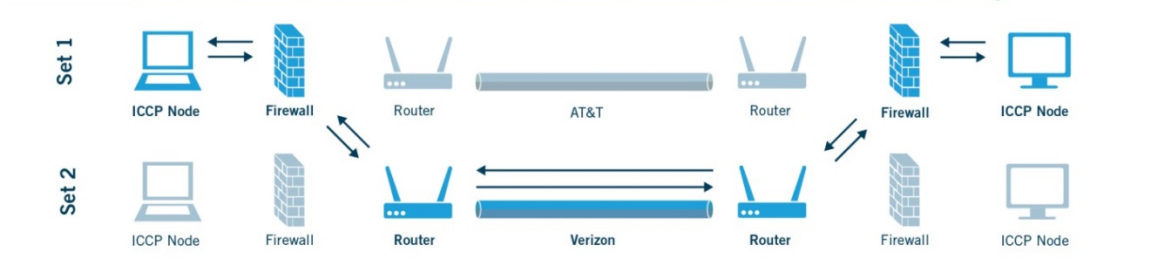 Set 1
ICCP Node Firewall Router AT&T Router Firewall ICCP Node
Set 2
ICCP Node Firewall Router Verizon Router Firewall ICCP Node